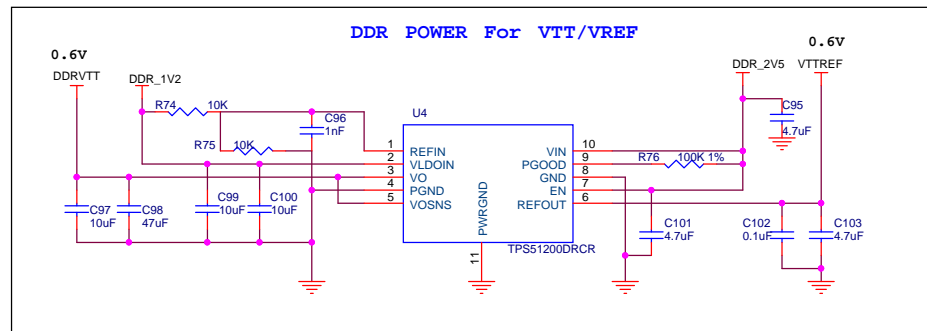 DDR POWER For VTT/VREF
0.6V
0.6V
DDRVTT
DDR_1V2
DDR_2V5
VTTREF
R74
10K
C96
1nF
U4
C95
4.7uF
R75
10K
1
REFIN
VIN
10
2
VLDOIN
PGOOD
9
R76
100K 1%
3
VO
GND
8
4
PGND
EN
7
5
VOSNS
REFOUT
6
PWRGND
11
TPS51200DRCR
C97
10uF
C98
47uF
C99
10uF
C100
10uF
C101
4.7uF
C102
0.1uF
C103
4.7uF